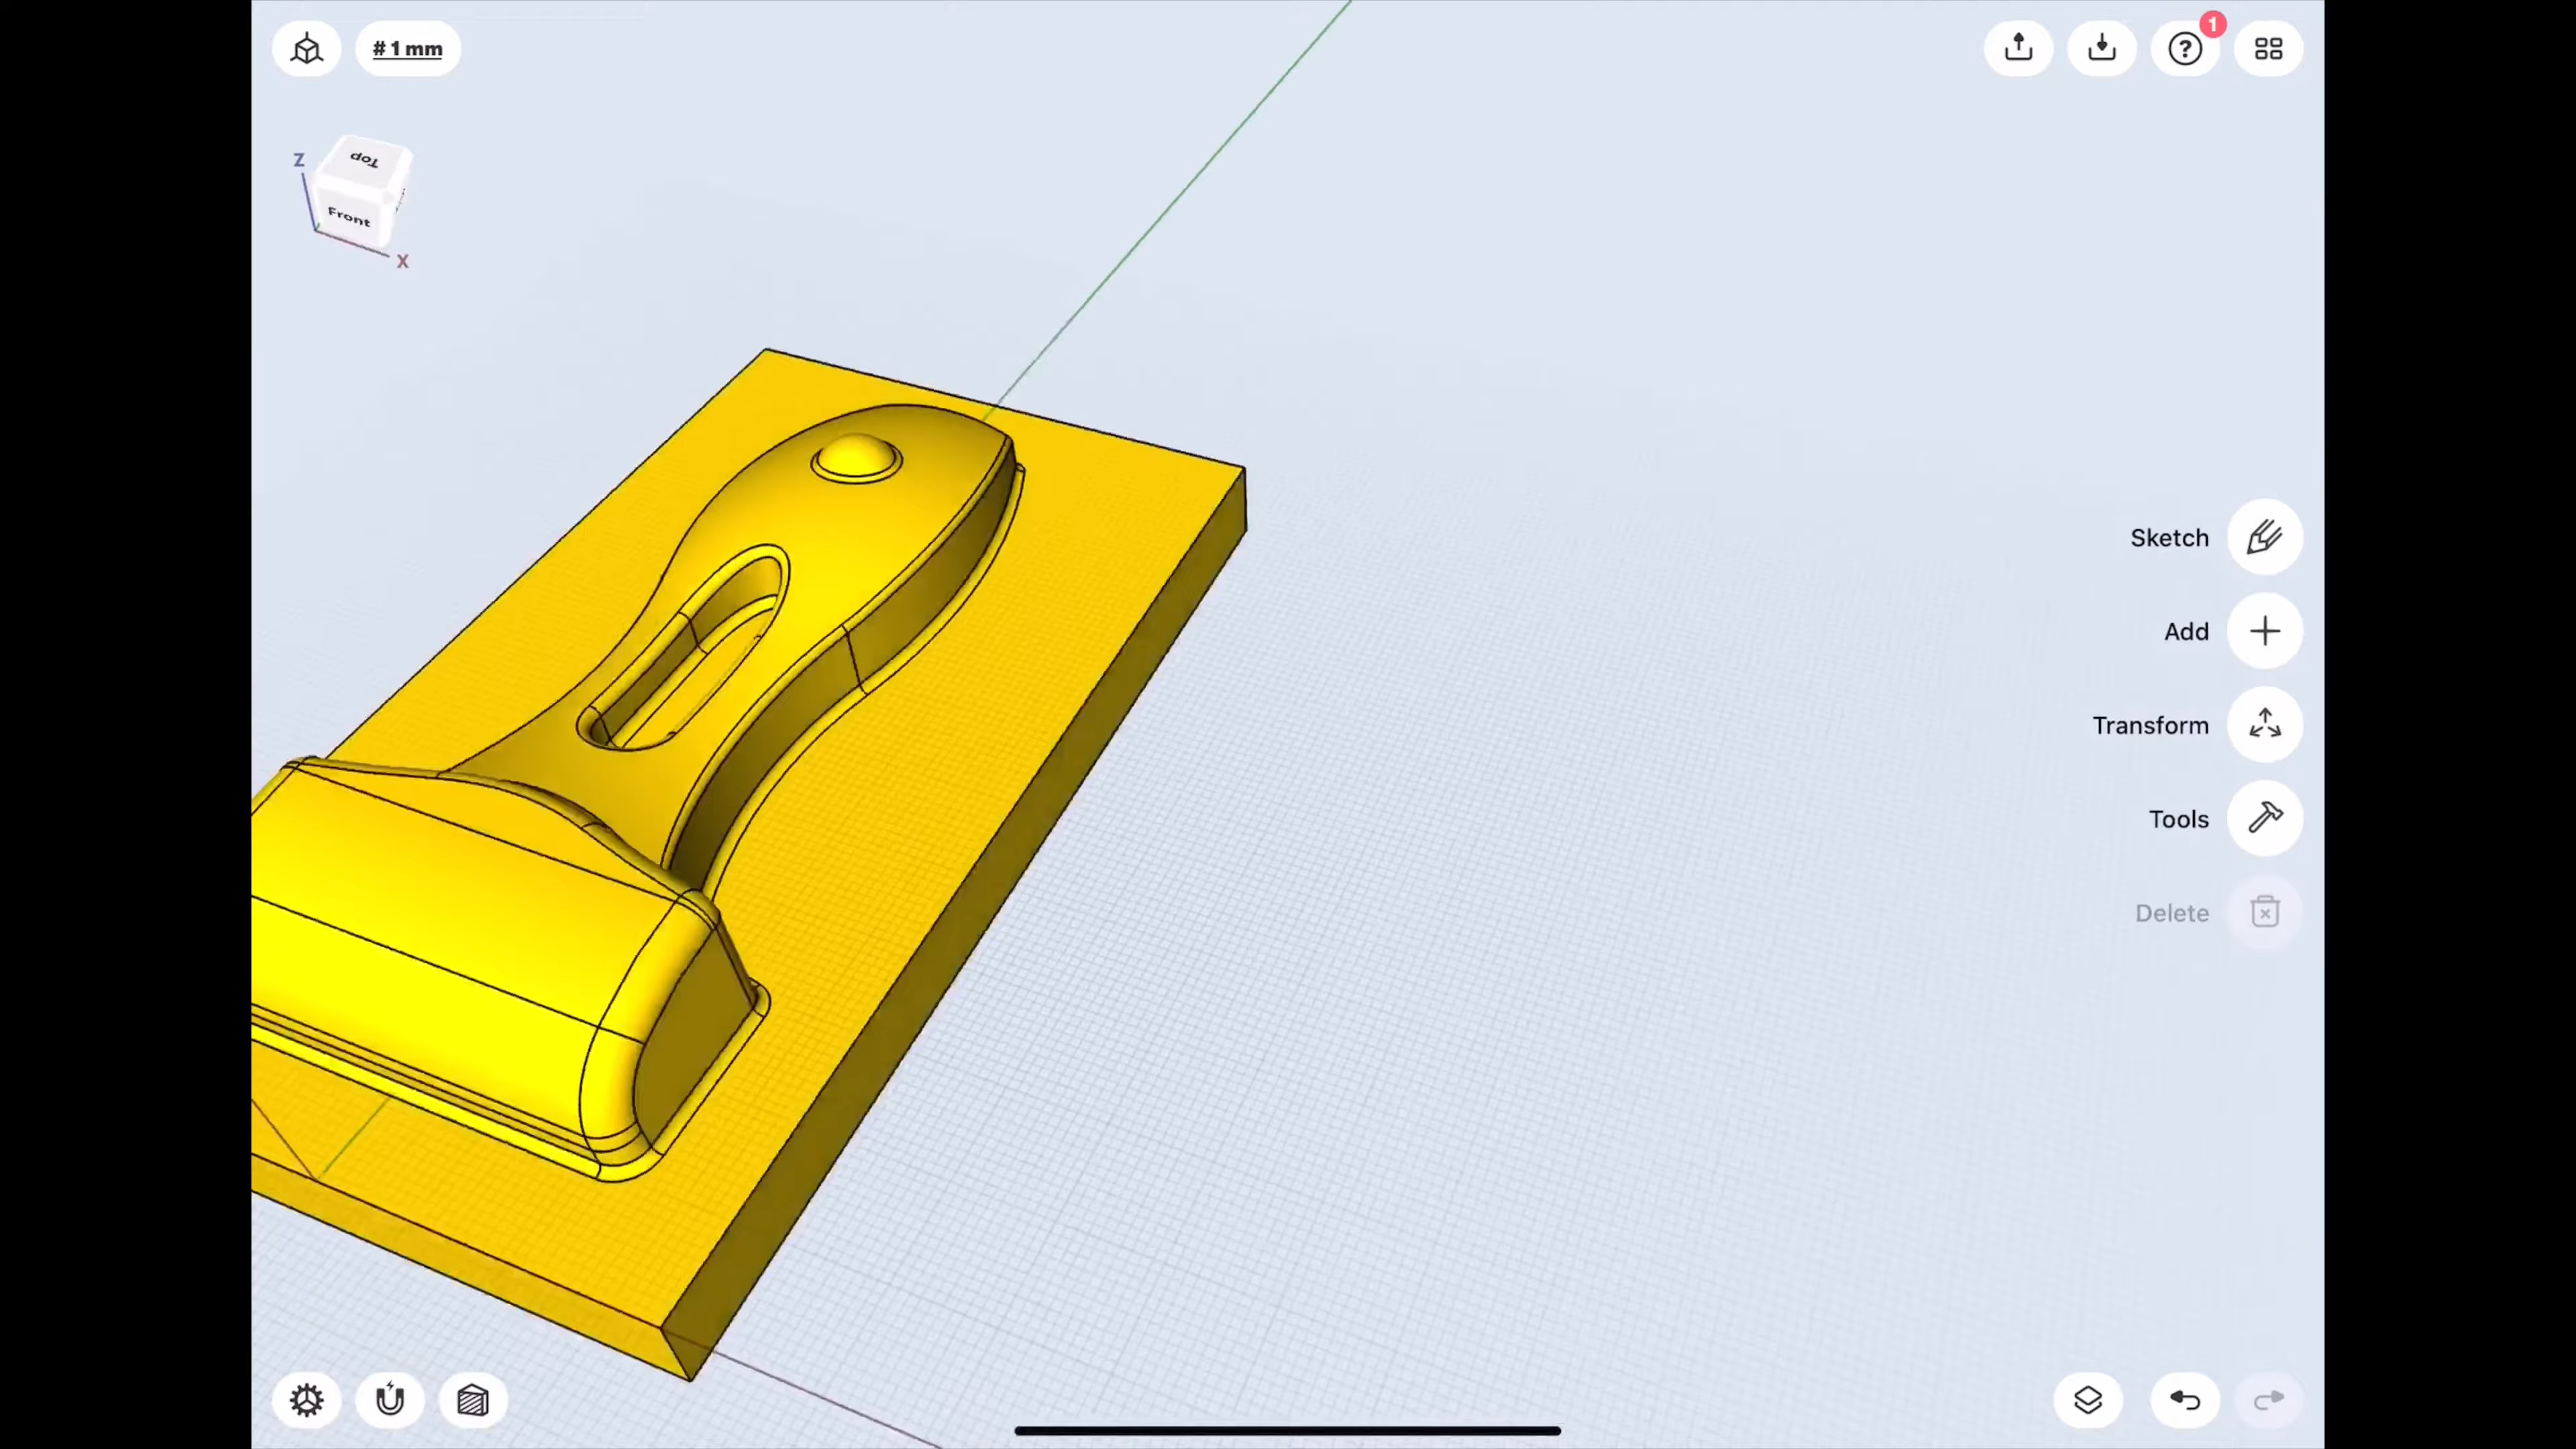 # 1 mm
1
Z
Top
Front
X
Sketch
Add
Transform
Tools
Delete